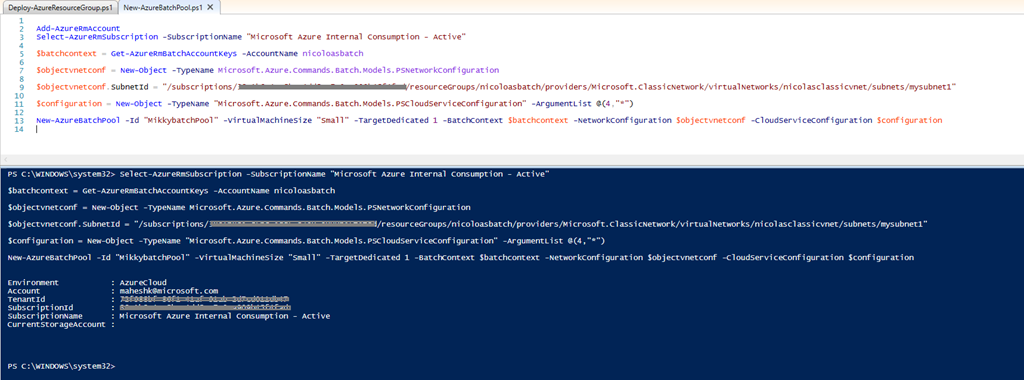 Deploy-AzureResourceGroup.ps1 New-AzureBatchPool.ps1 X
1
2 Add-AzureRmAccount
3 Select-AzureRmSubscription -SubscriptionName "Microsoft Azure Internal Consumption - Active"
4
5 $batchcontext = Get-AzureRmBatchAccountKeys -AccountName nicoloasbatch
6
7 $objectvnetconf = New-Object -TypeName Microsoft.Azure.Commands.Batch.Models.PSNetworkConfiguration
8
9 $objectvnetconf.SubnetId = "/subscriptions/ /resourceGroups/nicoloasbatch/providers/Microsoft.ClassicNetwork/virtualNetworks/nicolasclassicvnet/subnets/mysubnet1"
10
11 $configuration = New-Object -TypeName "Microsoft.Azure.Commands.Batch.Models.PSCloudServiceConfiguration" -ArgumentList @(4,"*")
12
13 New-AzureBatchPool -Id "MikkybatchPool" -VirtualMachineSize "Small" -TargetDedicated 1 -BatchContext $batchcontext -NetworkConfiguration $objectvnetconf -CloudServiceConfiguration $configuration
14
PS C:\WINDOWS\system32> Select-AzureRmSubscription -SubscriptionName "Microsoft Azure Internal Consumption - Active"
$batchcontext = Get-AzureRmBatchAccountKeys -AccountName nicoloasbatch
$objectvnetconf = New-Object -TypeName Microsoft.Azure.Commands.Batch.Models.PSNetworkConfiguration
$objectvnetconf.SubnetId = "/subscriptions/ /resourceGroups/nicoloasbatch/providers/Microsoft.ClassicNetwork/virtualNetworks/nicolasclassicvnet/subnets/mysubnet1"
$configuration = New-Object -TypeName "Microsoft.Azure.Commands.Batch.Models.PSCloudServiceConfiguration" -ArgumentList @(4,"*")
New-AzureBatchPool -Id "MikkybatchPool" -VirtualMachineSize "Small" -TargetDedicated 1 -BatchContext $batchcontext -NetworkConfiguration $objectvnetconf -CloudServiceConfiguration $configuration
Environment : AzureCloud
Account : maheshk@microsoft.com
TenantId :
SubscriptionId :
SubscriptionName : Microsoft Azure Internal Consumption - Active
CurrentStorageAccount :
PS C:\WINDOWS\system32>